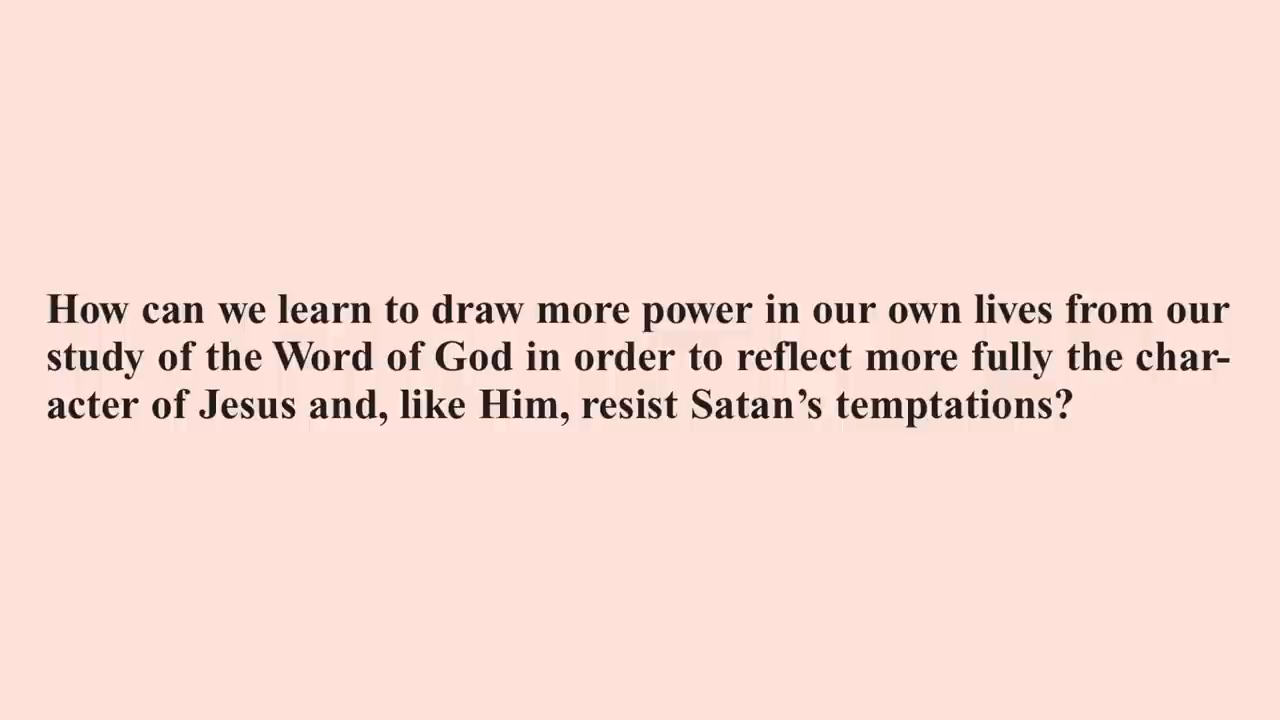 How can we learn to draw more power in our own lives from our
study of the Word of God in order to reflect more fully the char-
acter of Jesus and, like Him, resist Satan’s temptations?